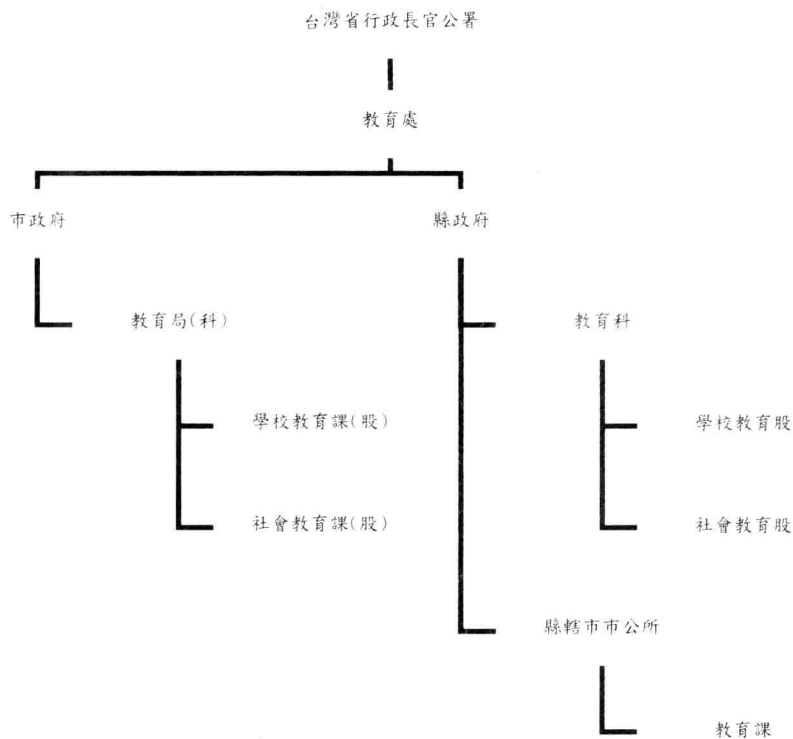 台灣省行政長官公署
教育處
市政府
縣政府
教育局(科)
教育科
學校教育課(股)
學校教育股
社會教育課(股)
社會教育股
縣轄市市公所
教育課